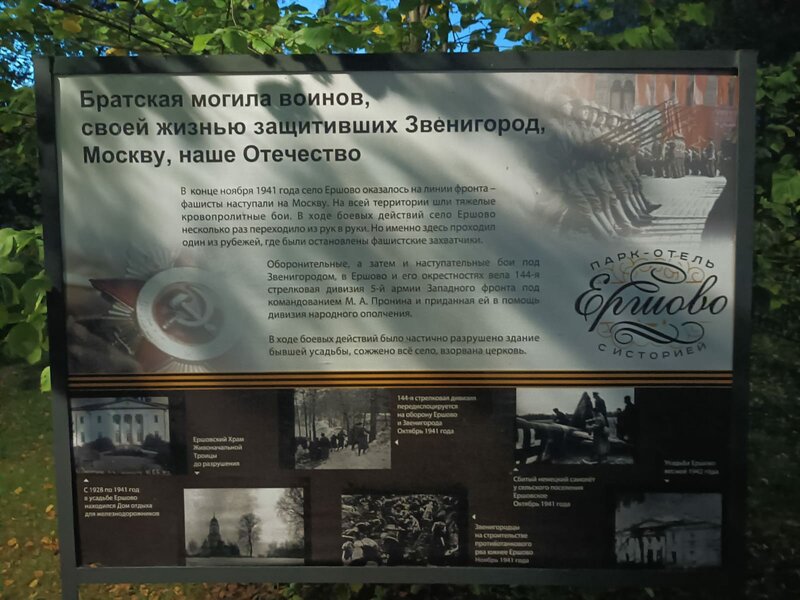 Братская могила воинов,
своей жизнью защитивших Звенигород,
Москву, наше Отечество
В конце ноября 1941 года село Ершово оказалось на линии фронта –
фашисты наступали на Москву. На всей территории шли тяжелые
кровопролитные бои. В ходе боевых действий село Ершово
несколько раз переходило из рук в руки. Но именно здесь проходил
один из рубежей, где были остановлены фашистские захватчики.
Оборонительные, а затем и наступательные бои под
Звенигородом, в Ершово и его окрестностях вела 144-я
стрелковая дивизия 5-й армии Западного фронта под
командованием М. А. Пронина и приданная ей в помощь
дивизия народного ополчения.
В ходе боевых действий было частично разрушено здание
бывшей усадьбы, сожжено всё село, взорвана церковь.
ПАРК-ОТЕЛЬ
Ершово
С ИСТОРИЕЙ
С 1928 по 1941 год
в усадьбе Ершово
находился Дом отдыха
для железнодорожников
Ершовский Храм
Живоначальной
Троицы
до разрушения
144-я стрелковая дивизия
передислоцируется
на оборону Ершово
и Звенигорода
Октябрь 1941 года
Звенигородцы
на строительстве
противотанкового
рва южнее Ершово
Ноябрь 1941 года
Сбитый немецкий самолёт
у сельского поселения
Ершовское
Октябрь 1941 года
Усадьба Ершово
весной 1942 года